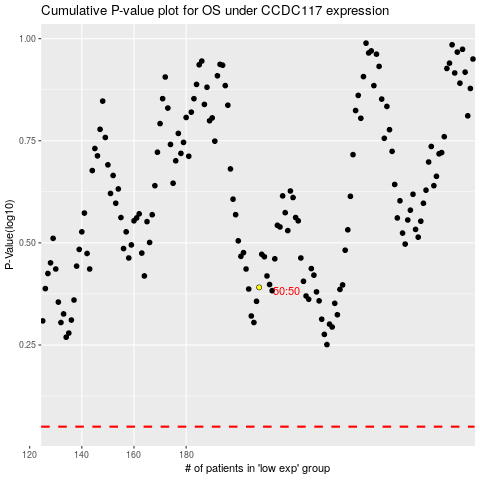 Cumulative P-value plot for OS under CCDC117 expression
P-Value(log10)
1.00
0.75
0.50
0.25
50:50
120 140 160 180
# of patients in 'low exp' group